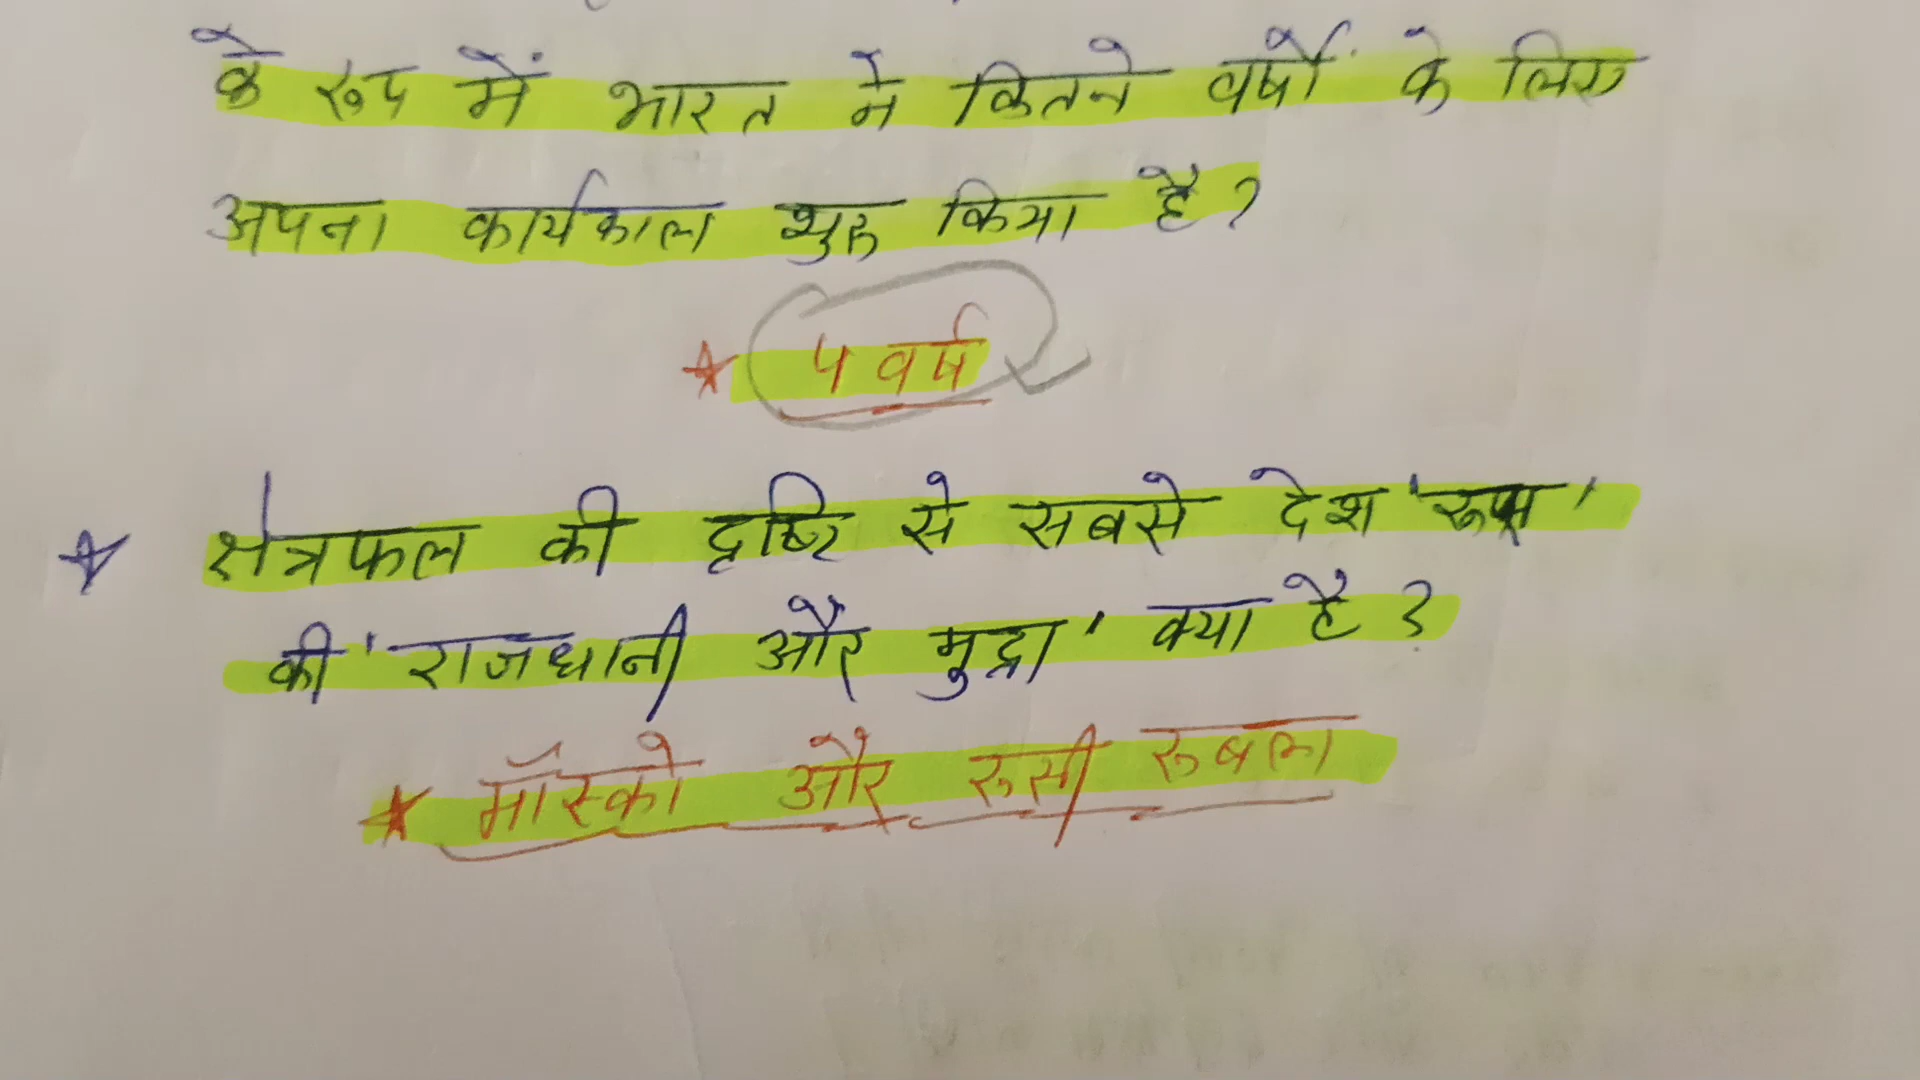 के रूप में भारत ने कितने वर्षों के लिए
अपना कार्यकाल शुरू किया है?
★ 4 वर्ष
★ क्षेत्रफल की दृष्टि से सबसे देश 'रूस'
की 'राजधानी और मुद्रा' क्या है?
★ मॉस्को और रूसी रूबल